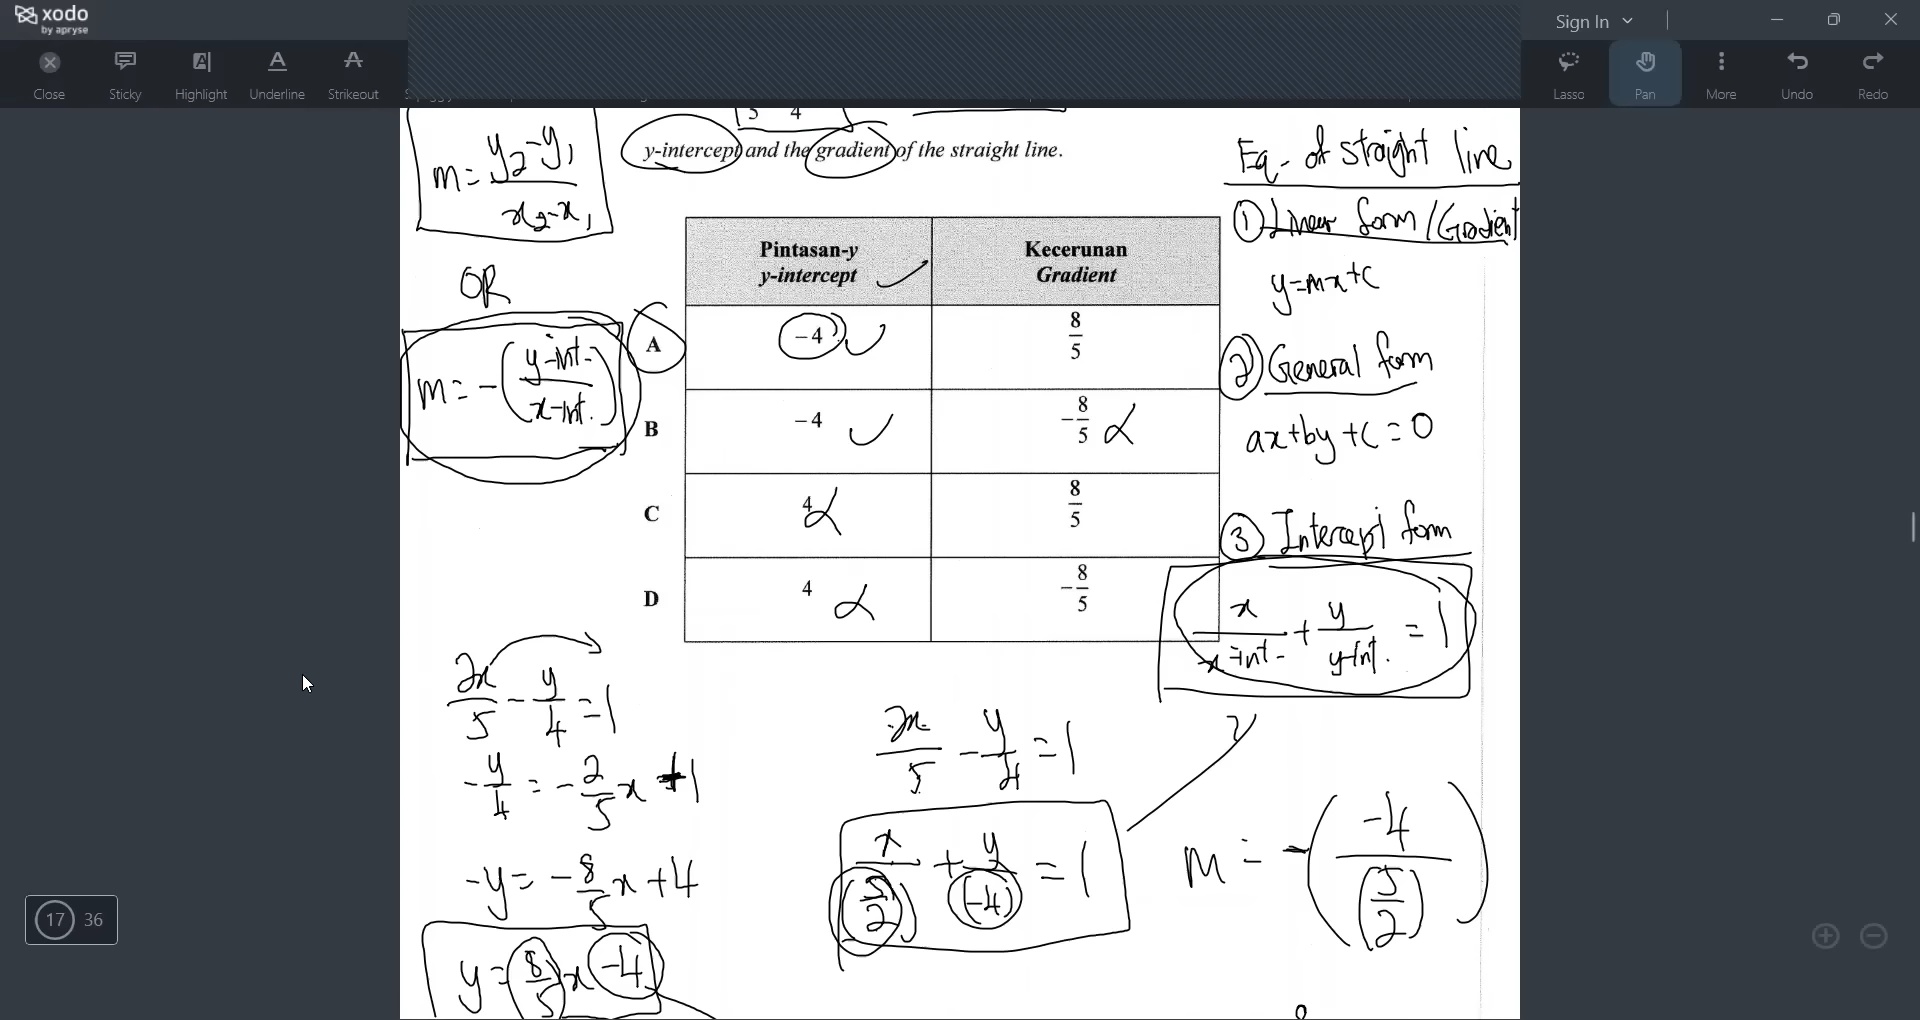 xodo
by apryse
Sign In
Close
Sticky
Highlight
Underline
Strikeout
Lasso
Pan
More
Undo
Redo
5 4
y-intercept and the gradient of the straight line.
m = y₂ - y₁
x₂ - x₁
OR
m = - (y-int. / x-int.)
Pintasan-y
y-intercept
Kecerunan
Gradient
A
-4
8/5
B
-4
-8/5
C
4
8/5
D
4
-8/5
Eq. of straight line
① Linear form / (Gradient
y = mx + c
② General form
ax + by + c = 0
③ Intercept form
x/x-int. + y/y-int. = 1
2x/5 - y/4 = 1
-y/4 = -2/5 x + 1
-y = -8/5 x + 4
y = 8/5 x - 4
2x/5 - y/4 = 1
x/(5/2) + y/(-4) = 1
m = - (-4 / (5/2))
17 36